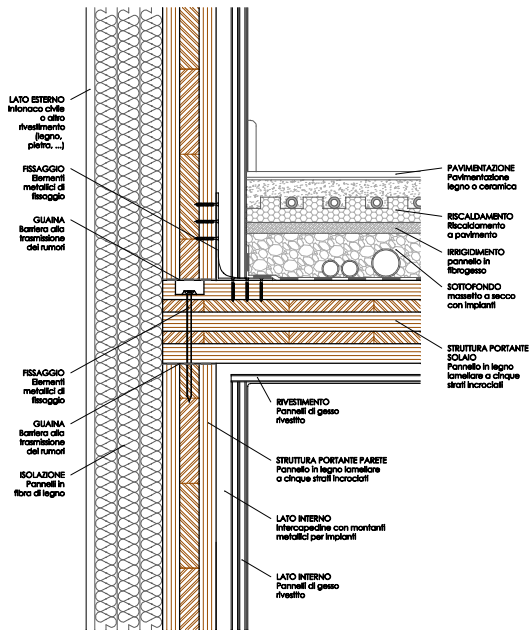 LATO ESTERNO
Intonaco civile
o altro
rivestimento
(legno,
pietra, ...)
FISSAGGIO
Elementi
metallici di
fissaggio
GUAINA
Barriera alla
trasmissione
dei rumori
FISSAGGIO
Elementi
metallici di
fissaggio
GUAINA
Barriera alla
trasmissione
dei rumori
ISOLAZIONE
Pannelli in
fibra di legno
PAVIMENTAZIONE
Pavimentazione
legno o ceramica
RISCALDAMENTO
Riscaldamento
a pavimento
IRRIGIDIMENTO
pannello in
fibrogesso
SOTTOFONDO
massetto a secco
con impianti
STRUTTURA PORTANTE
SOLAIO
Pannello in legno
lamellare a cinque
strati incrociati
RIVESTIMENTO
Pannelli di gesso
rivestito
STRUTTURA PORTANTE PARETE
Pannello in legno lamellare
a cinque strati incrociati
LATO INTERNO
Intercapedine con montanti
metallici per impianti
LATO INTERNO
Pannelli di gesso
rivestito